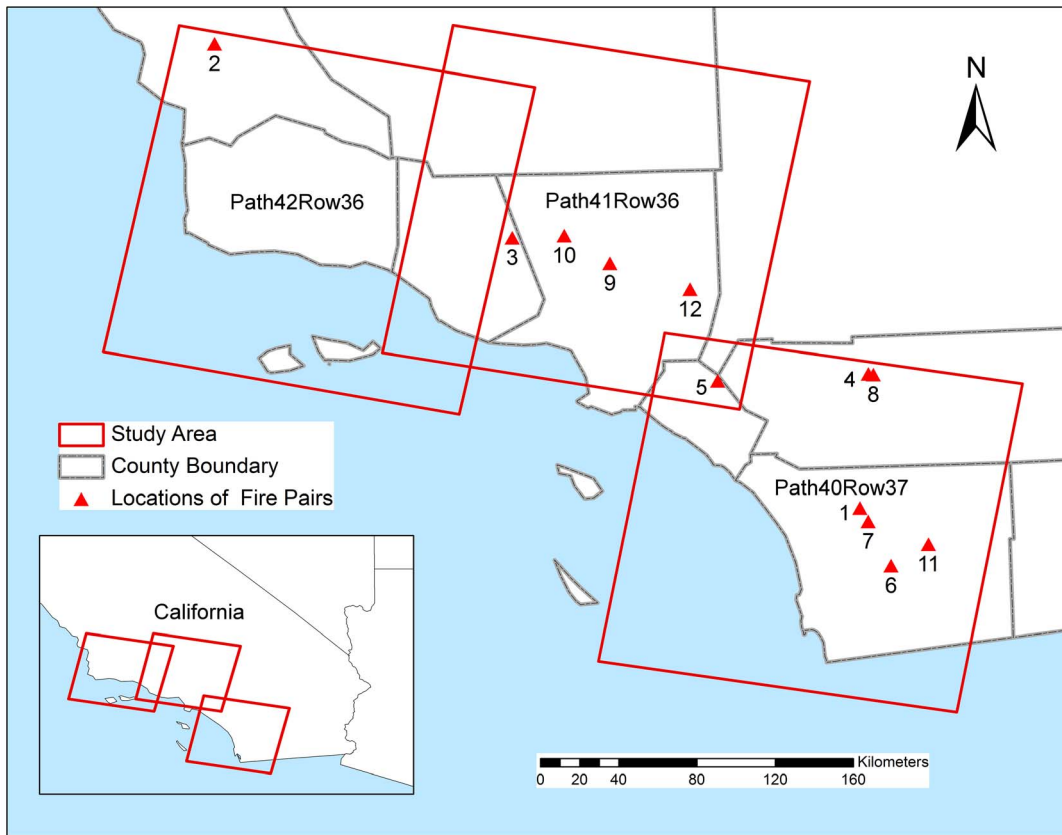 2
N
Path42Row36
Path41Row36
3
10
9
12
5
4
8
Study Area
County Boundary
Locations of Fire Pairs
Path40Row37
1
7
6
11
California
Kilometers
0 20 40 80 120 160